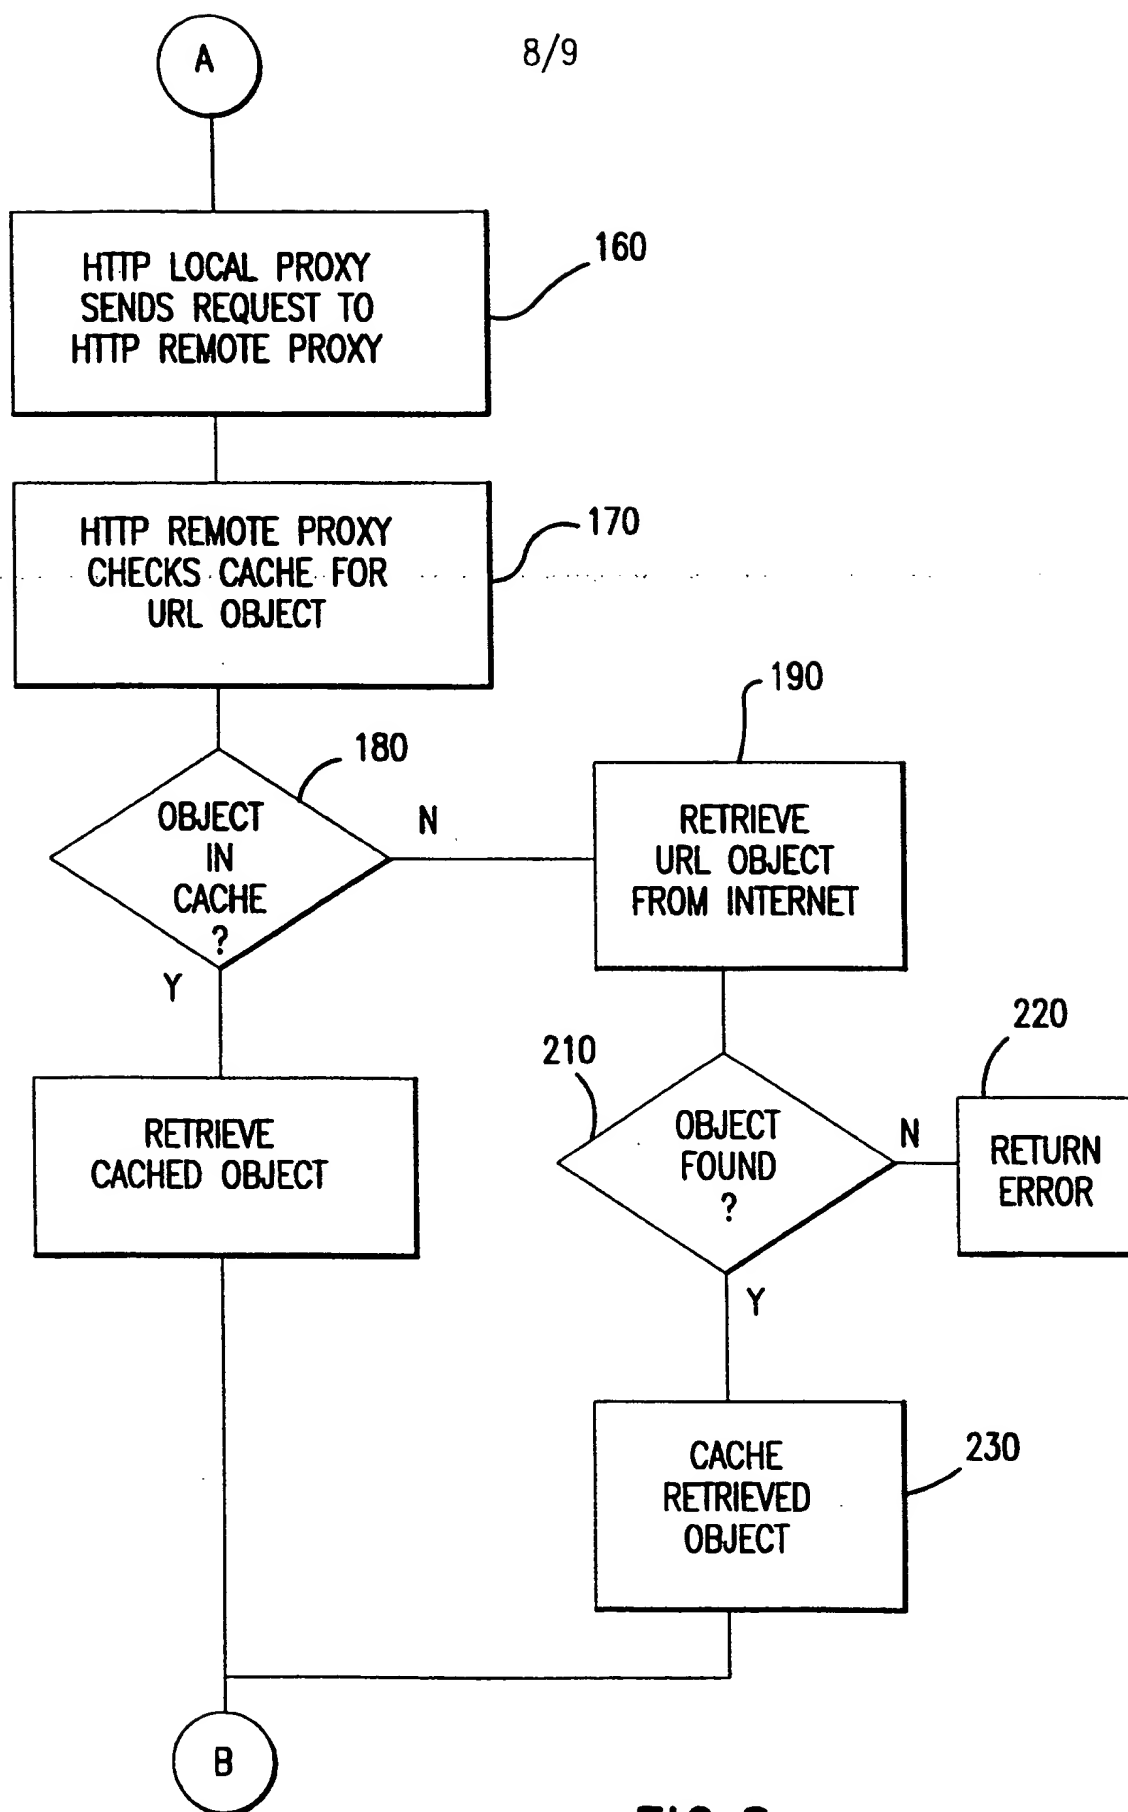 A
8/9
HTTP LOCAL PROXY
SENDS REQUEST TO
HTTP REMOTE PROXY
160
HTTP REMOTE PROXY
CHECKS CACHE FOR
URL OBJECT
170
180
OBJECT
IN
CACHE
?
N
Y
190
RETRIEVE
URL OBJECT
FROM INTERNET
RETRIEVE
CACHED OBJECT
210
OBJECT
FOUND
?
N
Y
220
RETURN
ERROR
CACHE
RETRIEVED
OBJECT
230
B